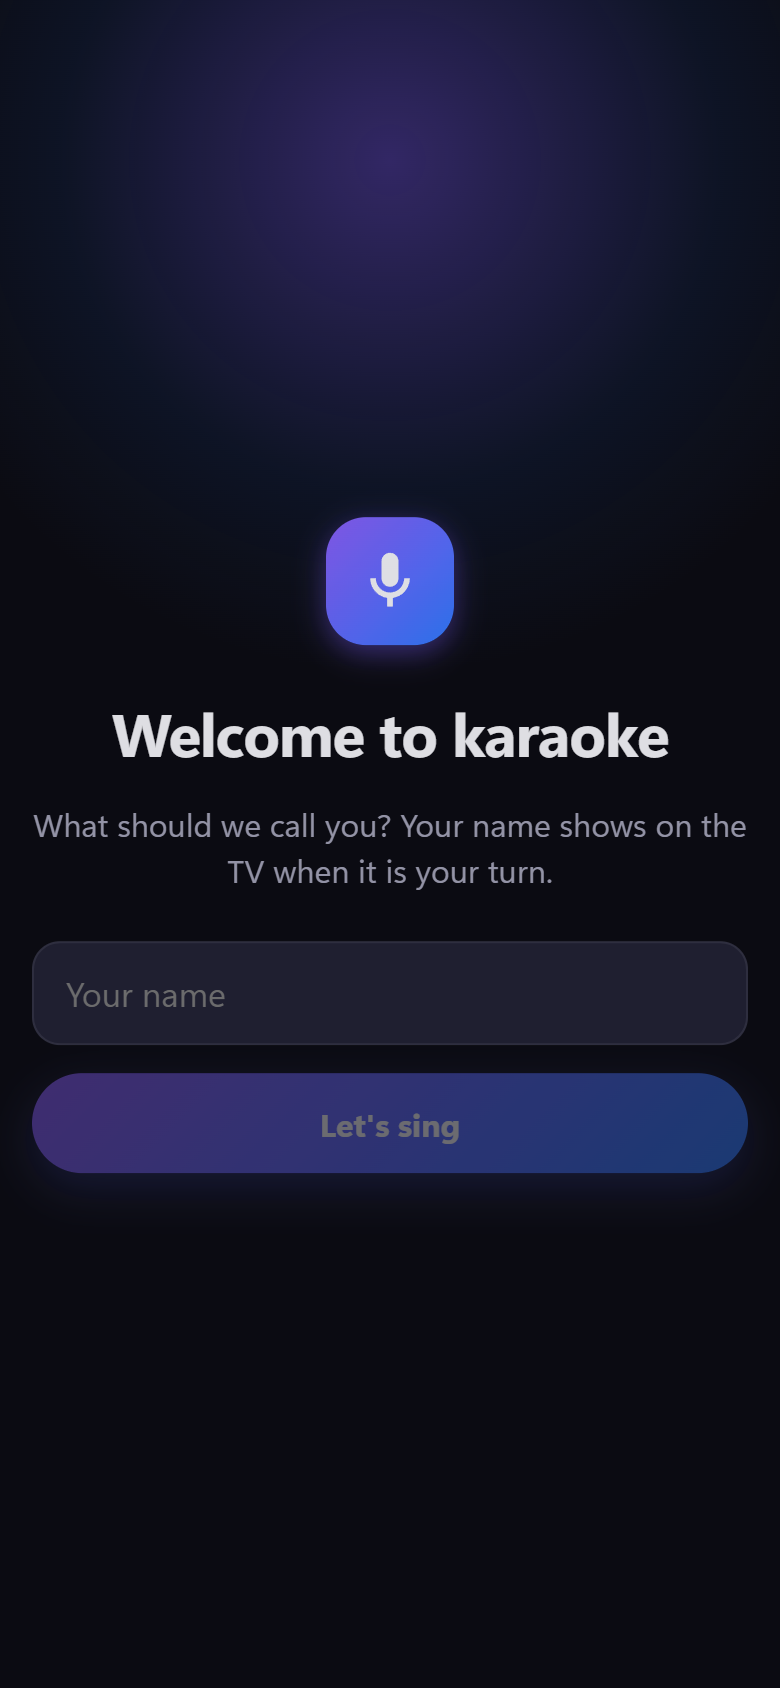 Welcome to karaoke
What should we call you? Your name shows on the
TV when it is your turn.
Your name
Let's sing